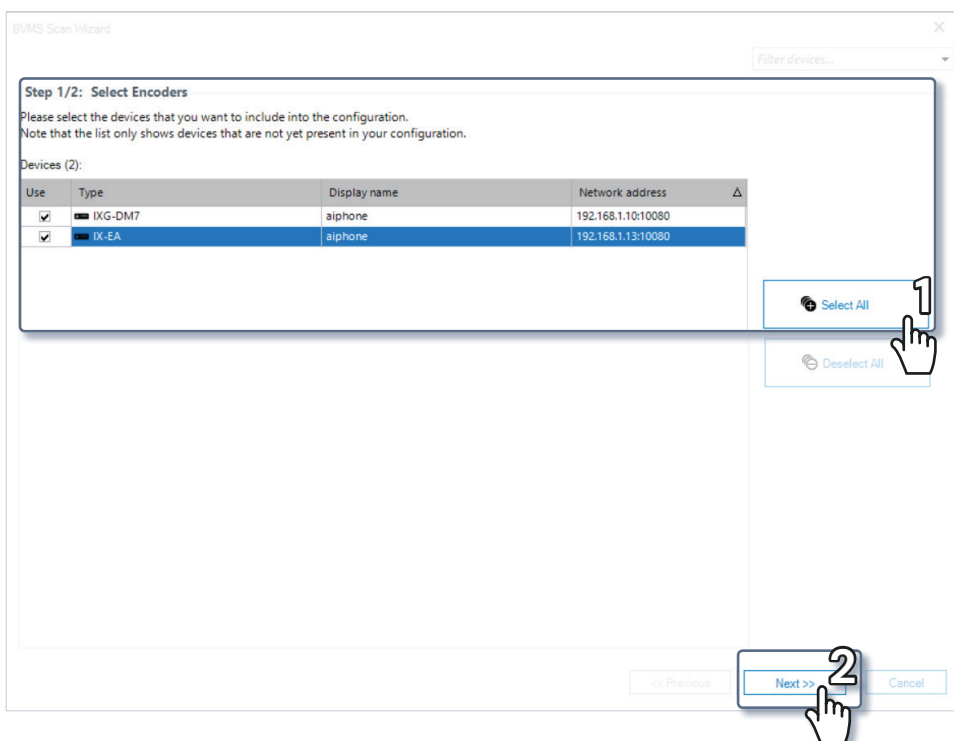 BVMS Scan Wizard
Filter devices...
Step 1/2: Select Encoders
Please select the devices that you want to include into the configuration.
Note that the list only shows devices that are not yet present in your configuration.
Devices (2):
Use Type Display name Network address
IXG-DM7 aiphone 192.168.1.10:10080
IX-EA aiphone 192.168.1.13:10080
Select All 1
Deselect All
<< Previous Next >> 2 Cancel